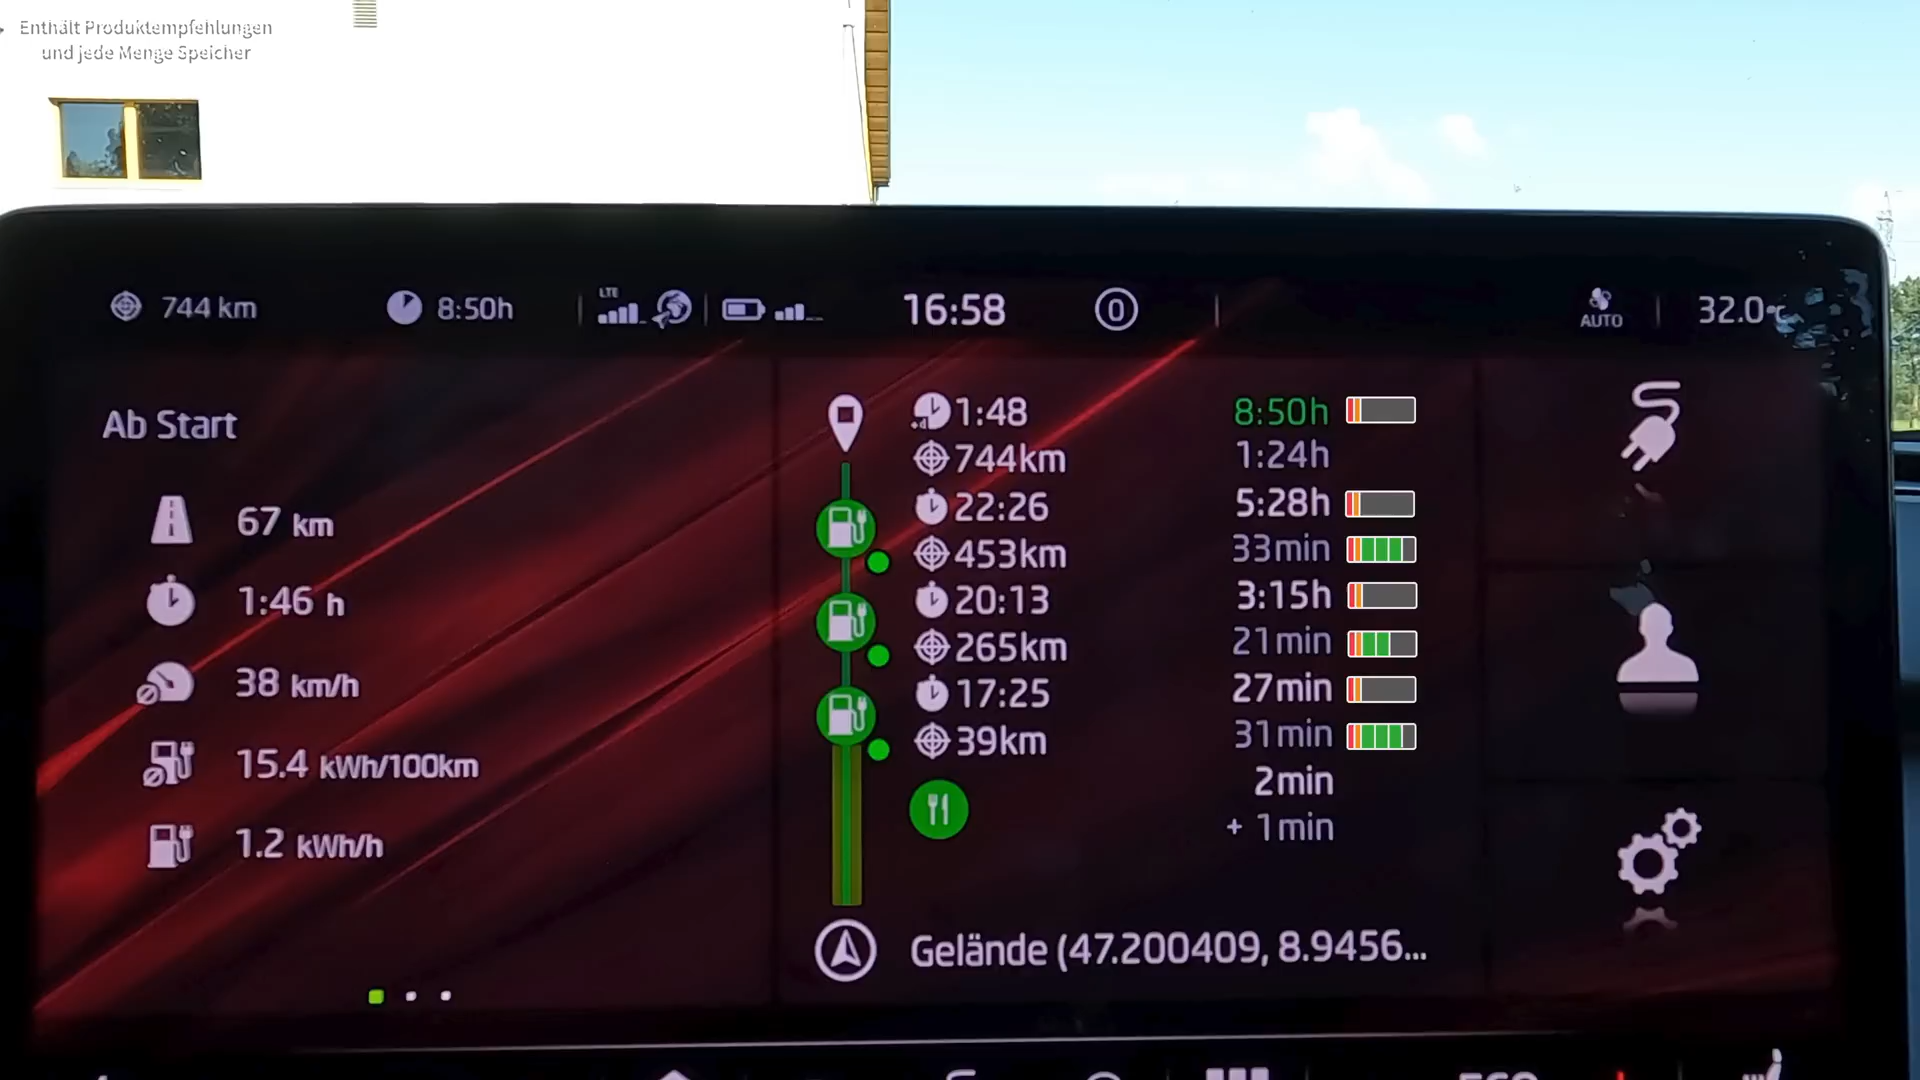 Enthält Produktempfehlungen
und jede Menge Speicher
744 km
8:50h
LTE
16:58
0
AUTO
32.0°C
Ab Start
67 km
1:46 h
38 km/h
15.4 kWh/100km
1.2 kWh/h
+d 1:48 8:50h
744km 1:24h
22:26 5:28h
453km 33min
20:13 3:15h
265km 21min
17:25 27min
39km 31min
2min
+ 1min
Gelände (47.200409, 8.9456...